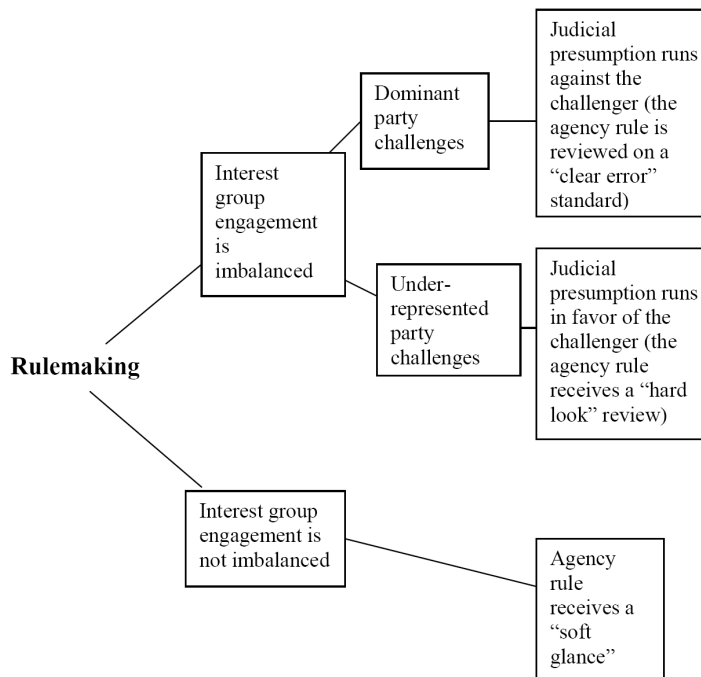 Rulemaking
Interest
group
engagement
is
imbalanced
Dominant
party
challenges
Judicial
presumption runs
against the
challenger (the
agency rule is
reviewed on a
“clear error”
standard)
Under-
represented
party
challenges
Judicial
presumption runs
in favor of the
challenger (the
agency rule
receives a “hard
look” review)
Interest group
engagement is
not imbalanced
Agency
rule
receives a
“soft
glance”